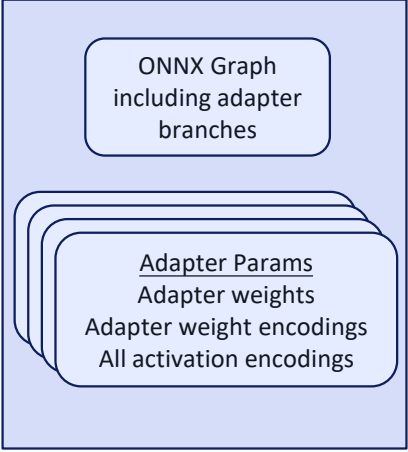 ONNX Graph
including adapter
branches
Adapter Params
Adapter weights
Adapter weight encodings
All activation encodings